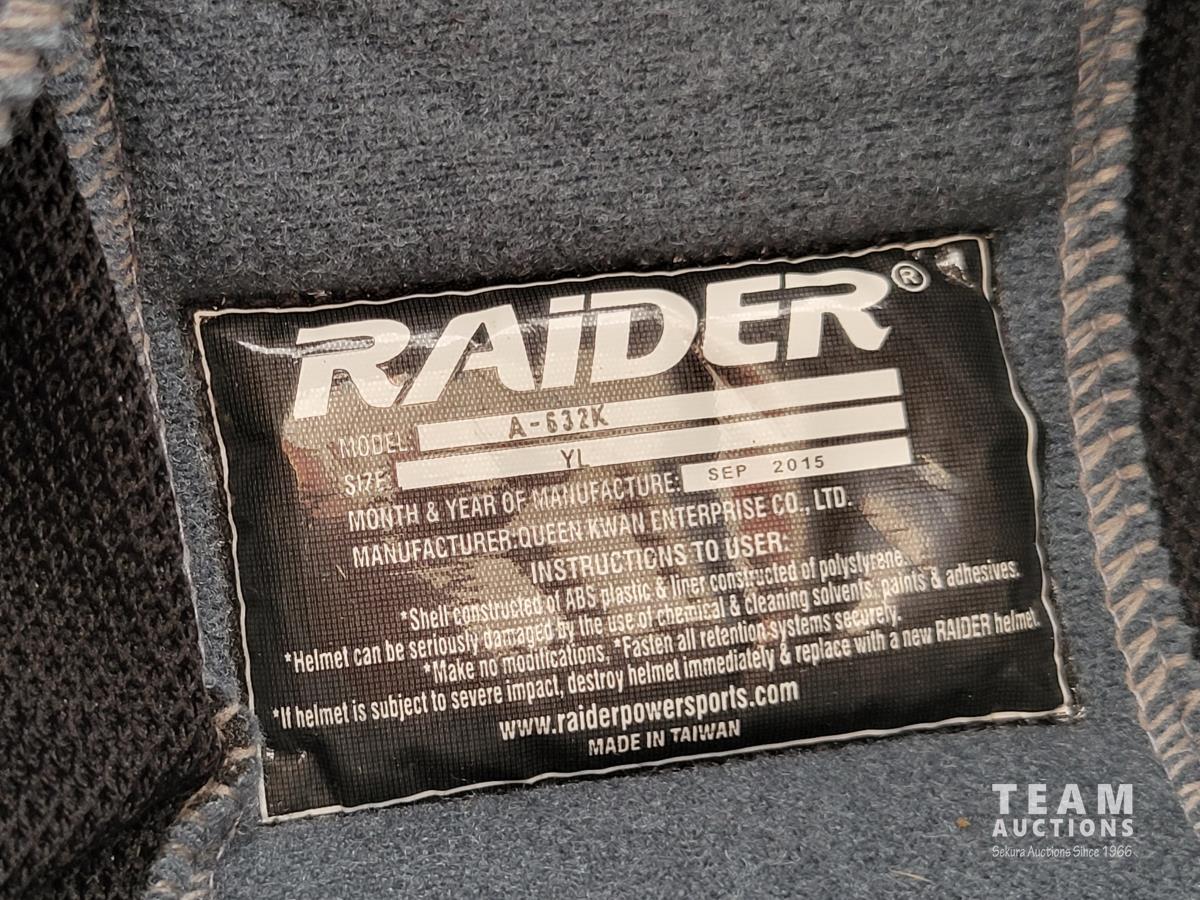 RAiDER®
MODEL: A-632K
SIZE: YL
MONTH & YEAR OF MANUFACTURE: SEP 2015
MANUFACTURER:QUEEN KWAN ENTERPRISE CO., LTD.
INSTRUCTIONS TO USER:
*Shell constructed of ABS plastic & liner constructed of polystyrene.
*Helmet can be seriously damaged by the use of chemical & cleaning solvents, paints & adhesives.
*Make no modifications. *Fasten all retention systems securely.
*If helmet is subject to severe impact, destroy helmet immediately & replace with a new RAIDER helmet.
www.raiderpowersports.com
MADE IN TAIWAN
TEAM
AUCTIONS
Sekura Auctions Since 1966